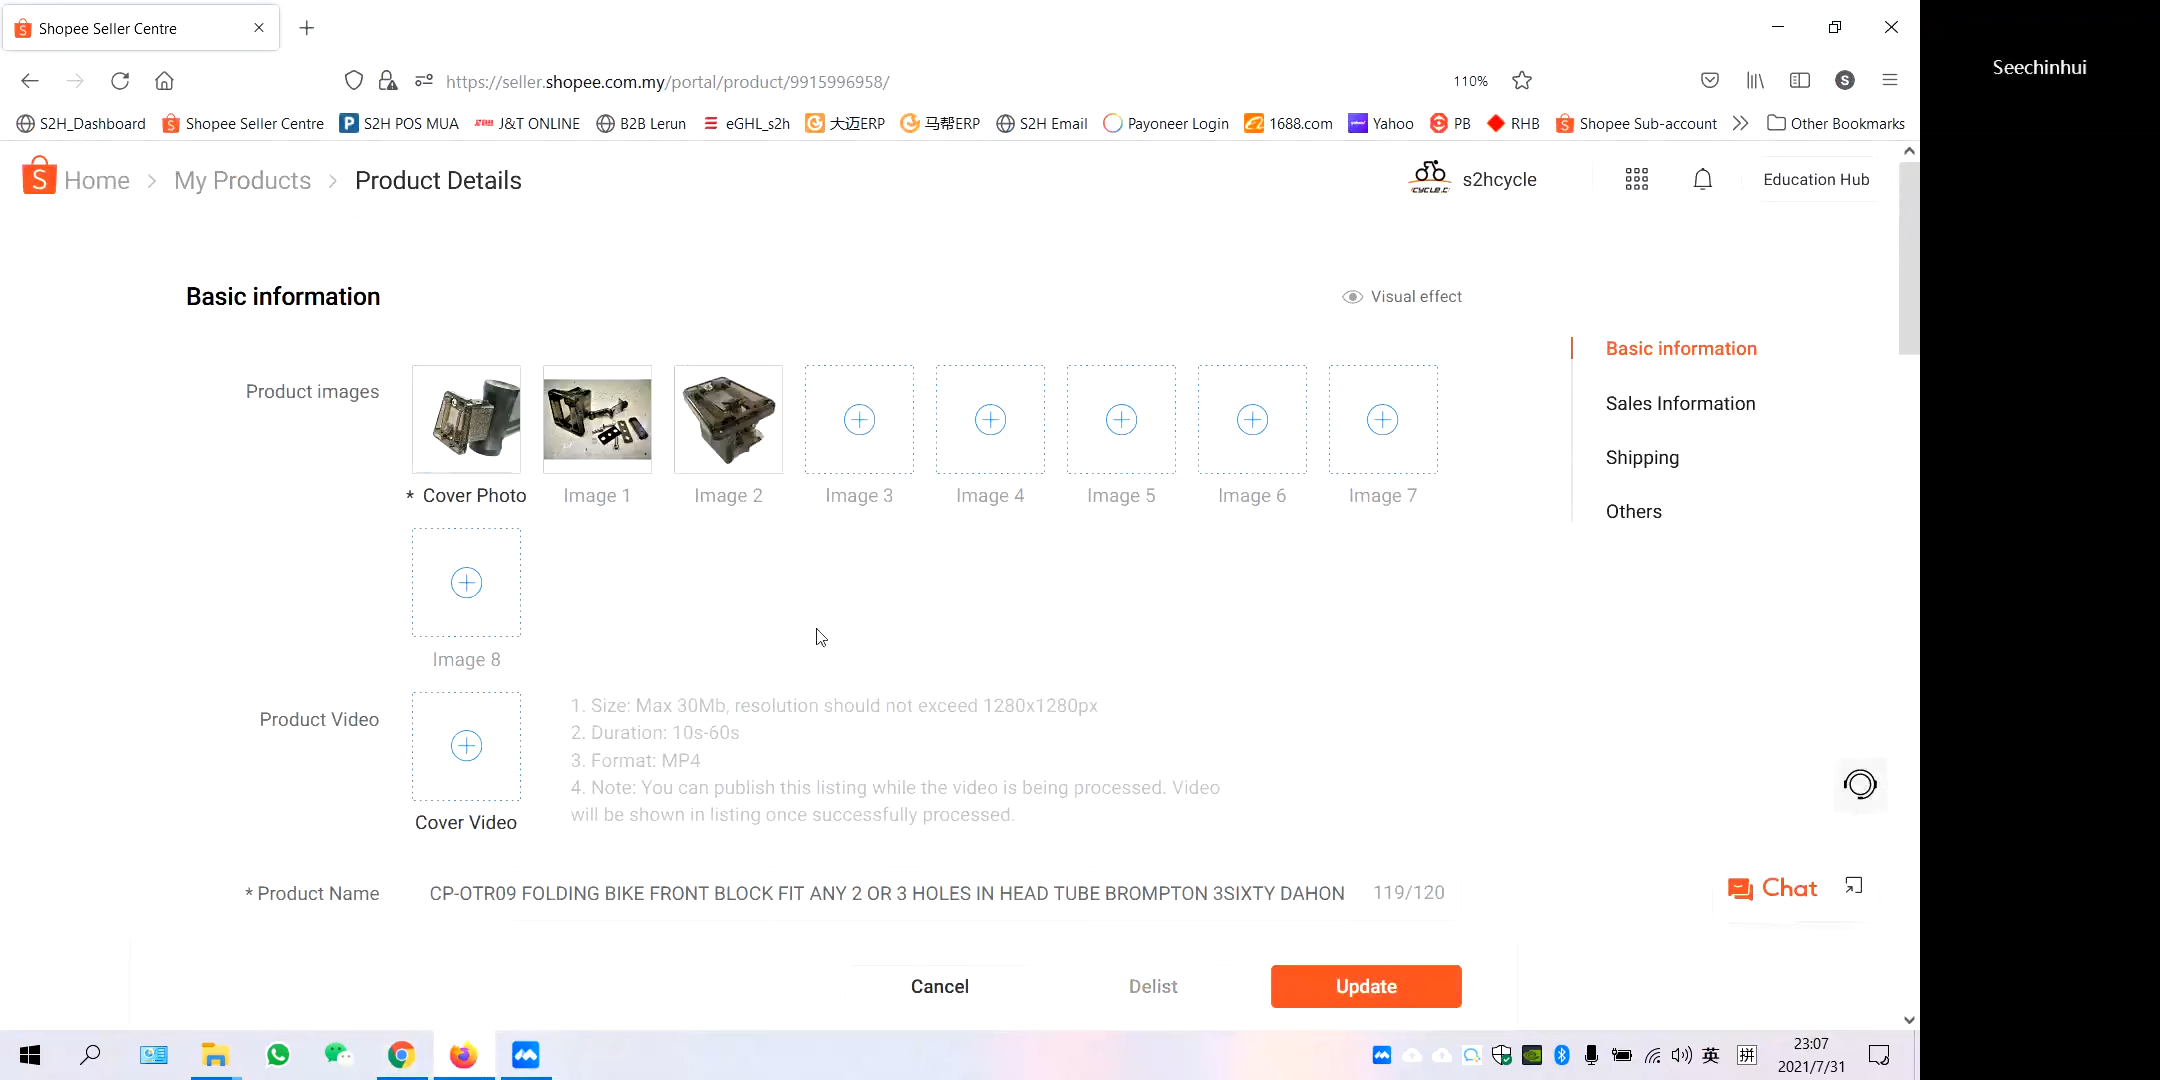 Shopee Seller Centre
Seechinhui
https://seller.shopee.com.my/portal/product/9915996958/
110%
S
S2H_Dashboard
Shopee Seller Centre
S2H POS MUA
J&T ONLINE
B2B Lerun
eGHL_s2h
大迈ERP
马帮ERP
S2H Email
Payoneer Login
1688.com
Yahoo
PB
RHB
Shopee Sub-account
Other Bookmarks
Home > My Products > Product Details
s2hcycle
Education Hub
Basic information
Visual effect
Basic information
Sales Information
Shipping
Others
Product images
* Cover Photo
Image 1
Image 2
Image 3
Image 4
Image 5
Image 6
Image 7
Image 8
Product Video
1. Size: Max 30Mb, resolution should not exceed 1280x1280px
2. Duration: 10s-60s
3. Format: MP4
4. Note: You can publish this listing while the video is being processed. Video
will be shown in listing once successfully processed.
Cover Video
* Product Name
CP-OTR09 FOLDING BIKE FRONT BLOCK FIT ANY 2 OR 3 HOLES IN HEAD TUBE BROMPTON 3SIXTY DAHON
119/120
Chat
Cancel
Delist
Update
英
拼
23:07
2021/7/31